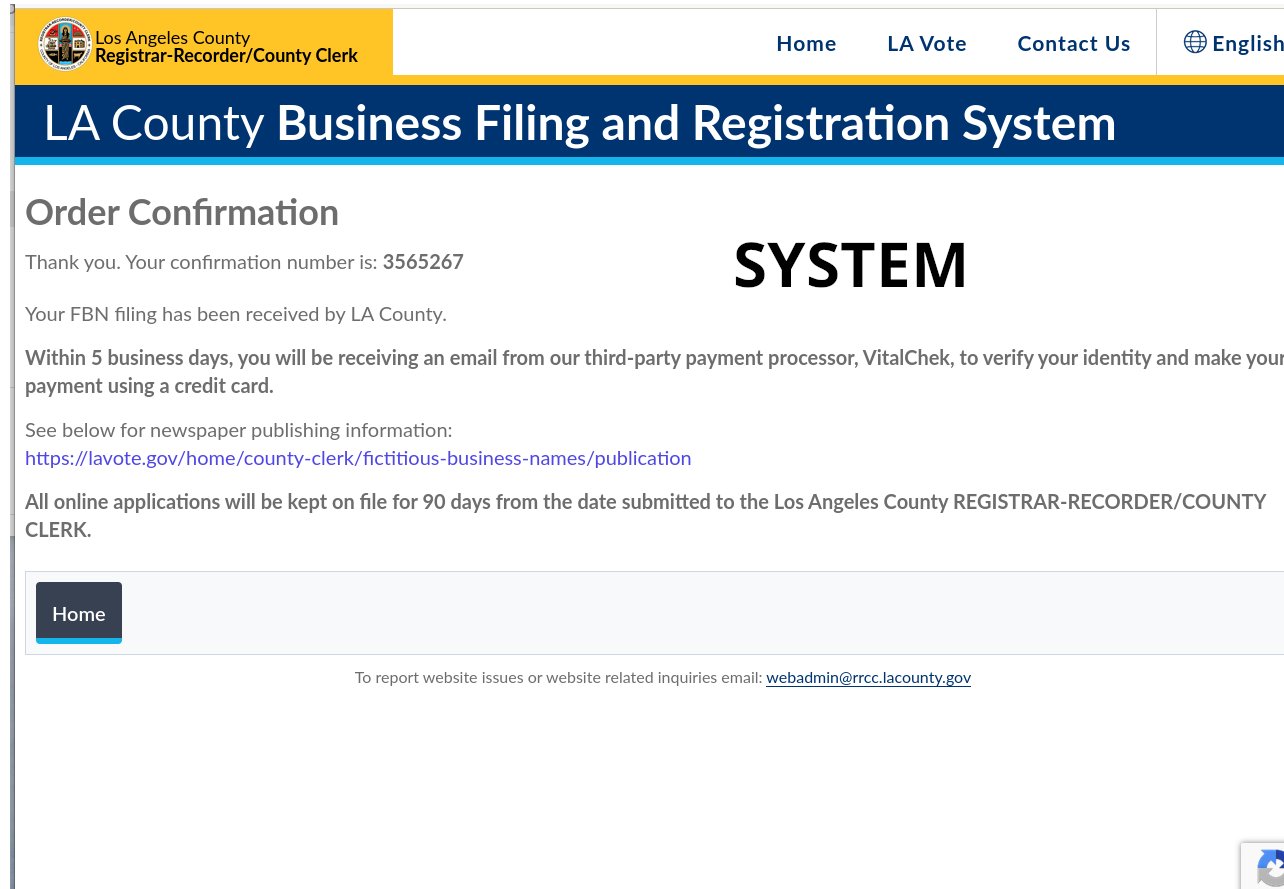 Los Angeles County
Registrar-Recorder/County Clerk
Home
LA Vote
Contact Us
English
LA County Business Filing and Registration System
Order Confirmation
Thank you. Your confirmation number is: 3565267
SYSTEM
Your FBN filing has been received by LA County.
Within 5 business days, you will be receiving an email from our third-party payment processor, VitalChek, to verify your identity and make your
payment using a credit card.
See below for newspaper publishing information:
https://lavote.gov/home/county-clerk/fictitious-business-names/publication
All online applications will be kept on file for 90 days from the date submitted to the Los Angeles County REGISTRAR-RECORDER/COUNTY
CLERK.
Home
To report website issues or website related inquiries email: webadmin@rrcc.lacounty.gov